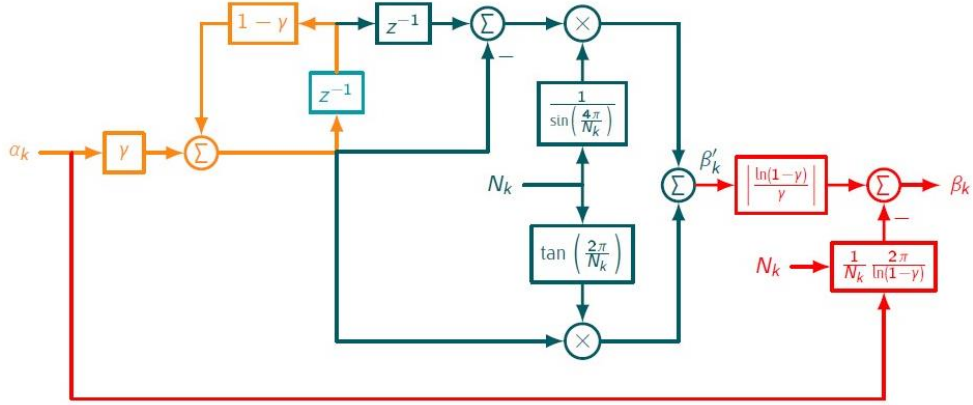 1 − γ
z⁻¹
Σ
×
−
z⁻¹
1 / sin(4π/N_k)
α_k
γ
Σ
N_k
β′_k
Σ
|ln(1−γ)/γ|
Σ
β_k
−
tan(2π/N_k)
N_k
1/N_k 2π/ln(1−γ)
×